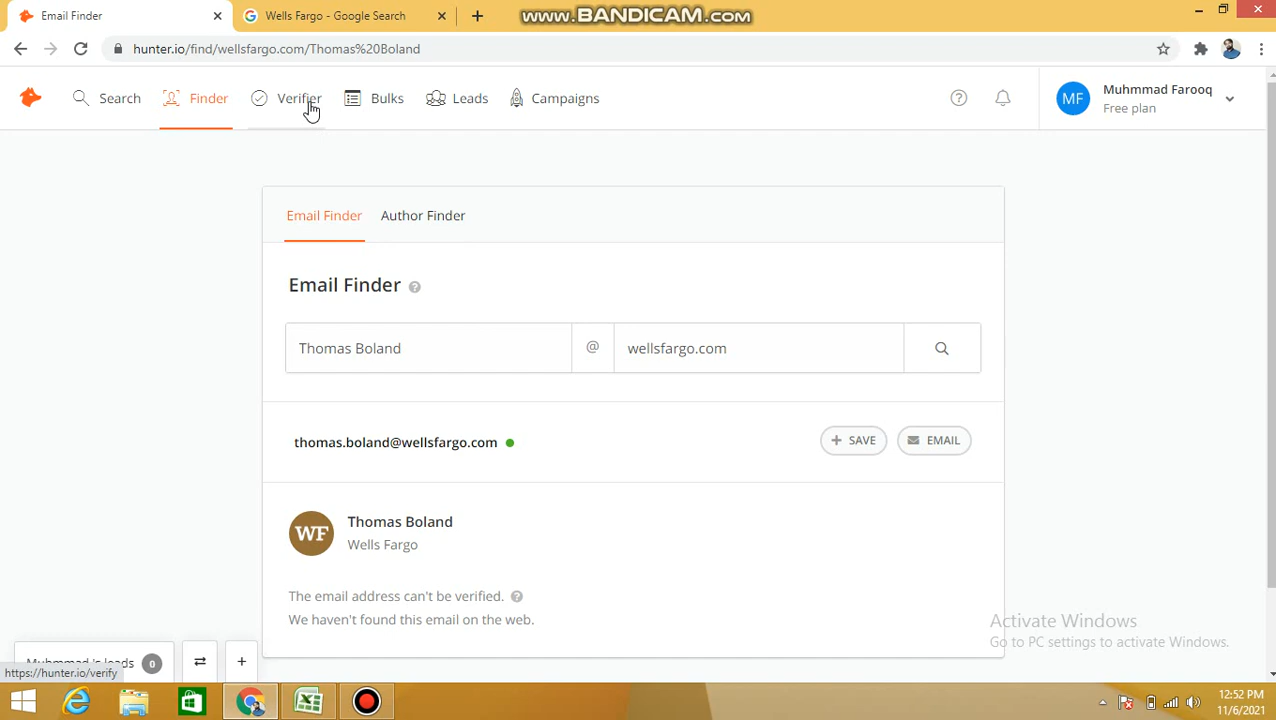 Email Finder
Wells Fargo - Google Search
www.BANDICAM.com
hunter.io/find/wellsfargo.com/Thomas%20Boland
Search
Finder
Verifier
Bulks
Leads
Campaigns
MF
Muhmmad Farooq
Free plan
Email Finder
Author Finder
Email Finder
Thomas Boland
@
wellsfargo.com
thomas.boland@wellsfargo.com
+ SAVE
EMAIL
WF
Thomas Boland
Wells Fargo
The email address can't be verified.
We haven't found this email on the web.
Activate Windows
Go to PC settings to activate Windows.
Muhmmad's leads 0
https://hunter.io/verify
12:52 PM
11/6/2021